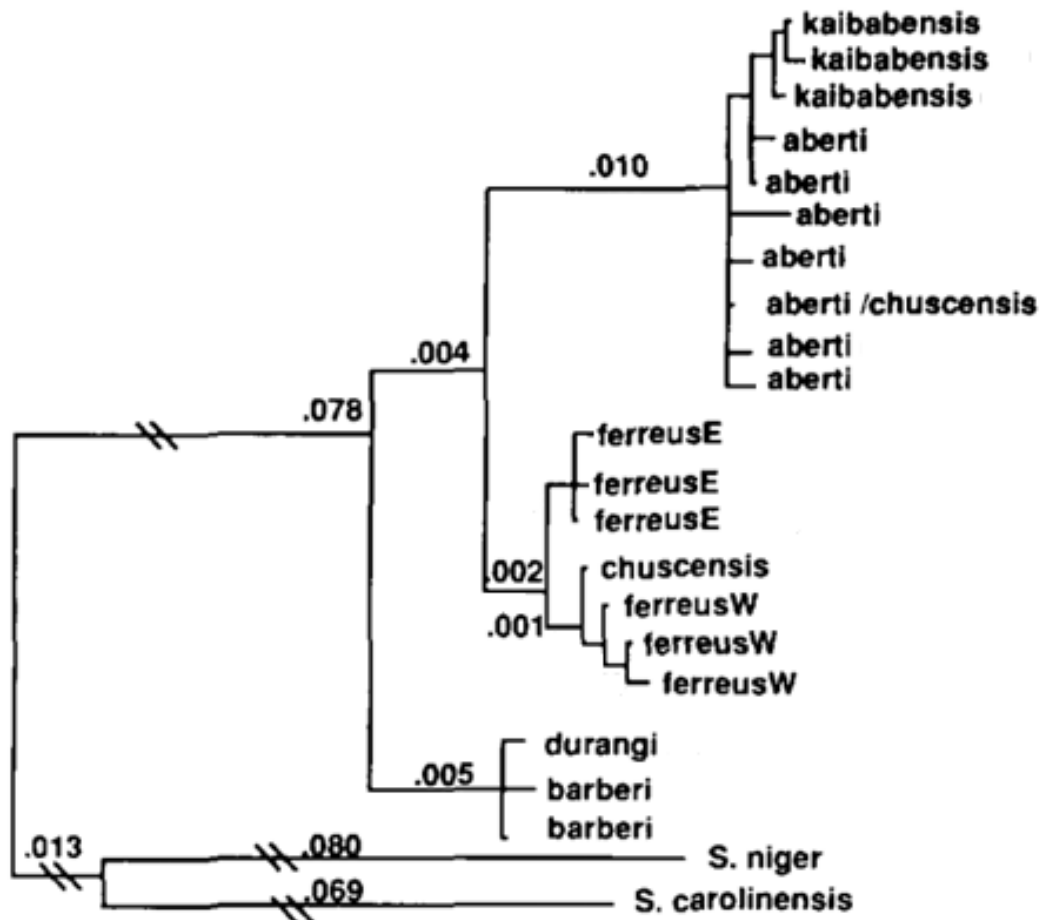 kaibabensis
kaibabensis
kaibabensis
aberti
.010
aberti
aberti
aberti
aberti /chuscensis
aberti
.004
aberti
.078
ferreusE
ferreusE
ferreusE
.002
chuscensis
ferreusW
.001
ferreusW
ferreusW
durangi
.005
barberi
barberi
.013
.080
S. niger
.069
S. carolinensis